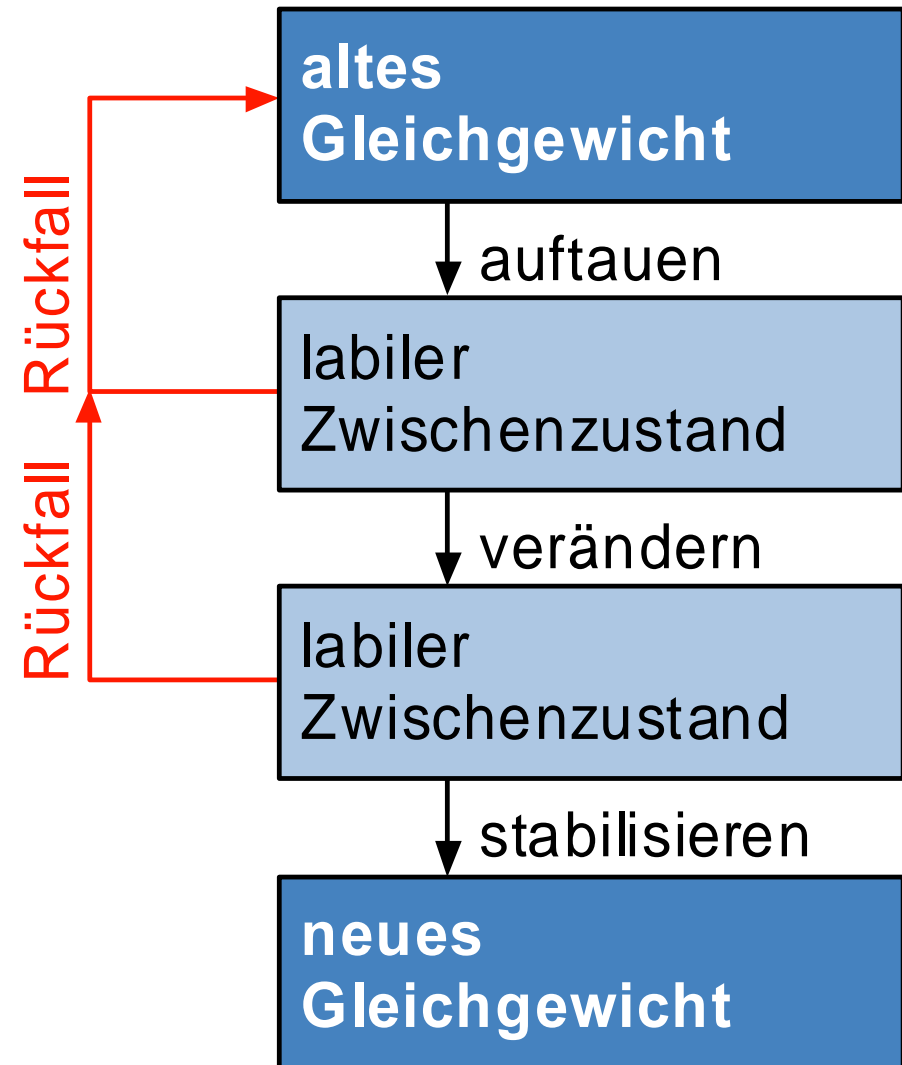 altes
Gleichgewicht
Rückfall
auftauen
labiler
Zwischenzustand
Rückfall
verändern
labiler
Zwischenzustand
stabilisieren
neues
Gleichgewicht